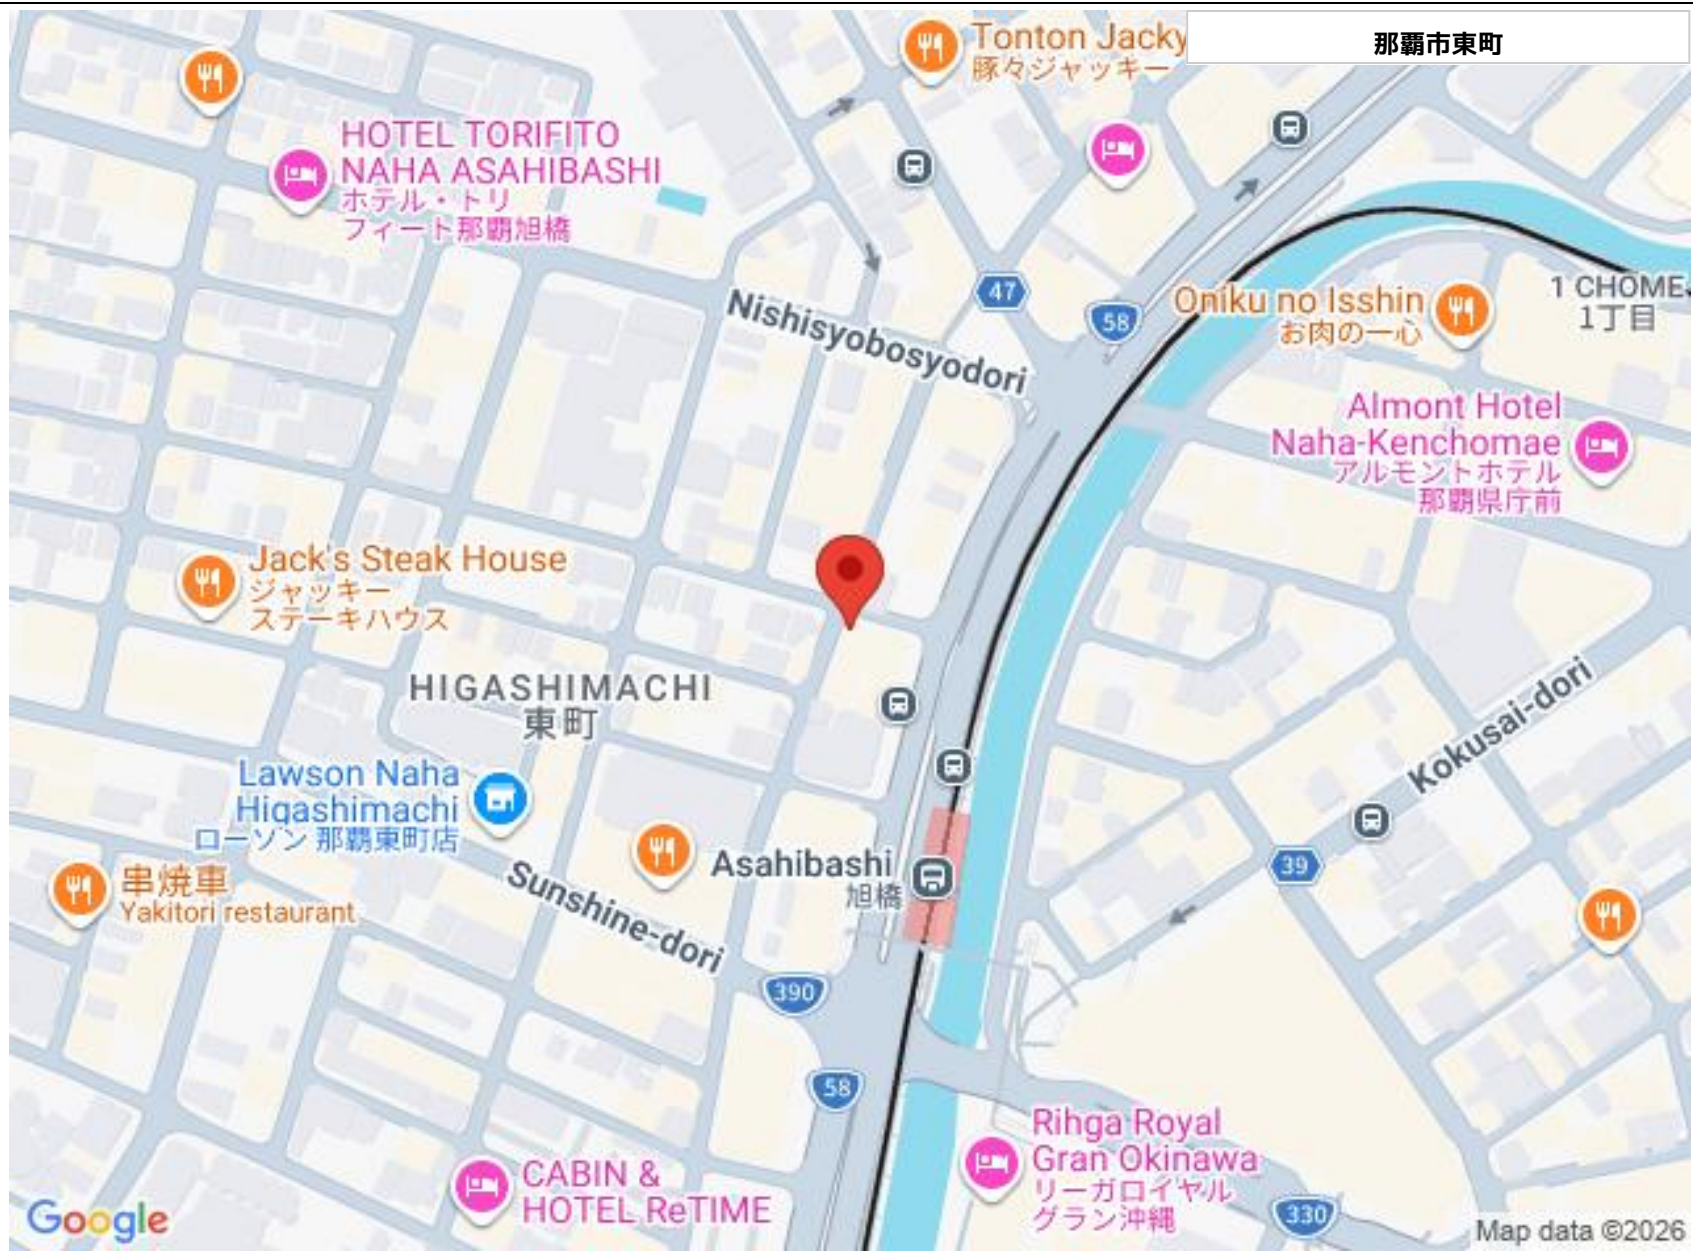 那覇市東町
Tonton Jacky
豚々ジャッキー
HOTEL TORIFITO
NAHA ASAHIBASHI
ホテル・トリ
フィート那覇旭橋
47
58
Nishisyobosyodori
Oniku no Isshin
お肉の一心
1 CHOME
1丁目
Almont Hotel
Naha-Kenchomae
アルモントホテル
那覇県庁前
Jack's Steak House
ジャッキー
ステーキハウス
HIGASHIMACHI
東町
Kokusai-dori
Lawson Naha
Higashimachi
ローソン 那覇東町店
Asahibashi
旭橋
39
串焼車
Yakitori restaurant
Sunshine-dori
390
58
Rihga Royal
Gran Okinawa
リーガロイヤル
グラン沖縄
CABIN &
HOTEL ReTIME
330
Google
Map data ©2026